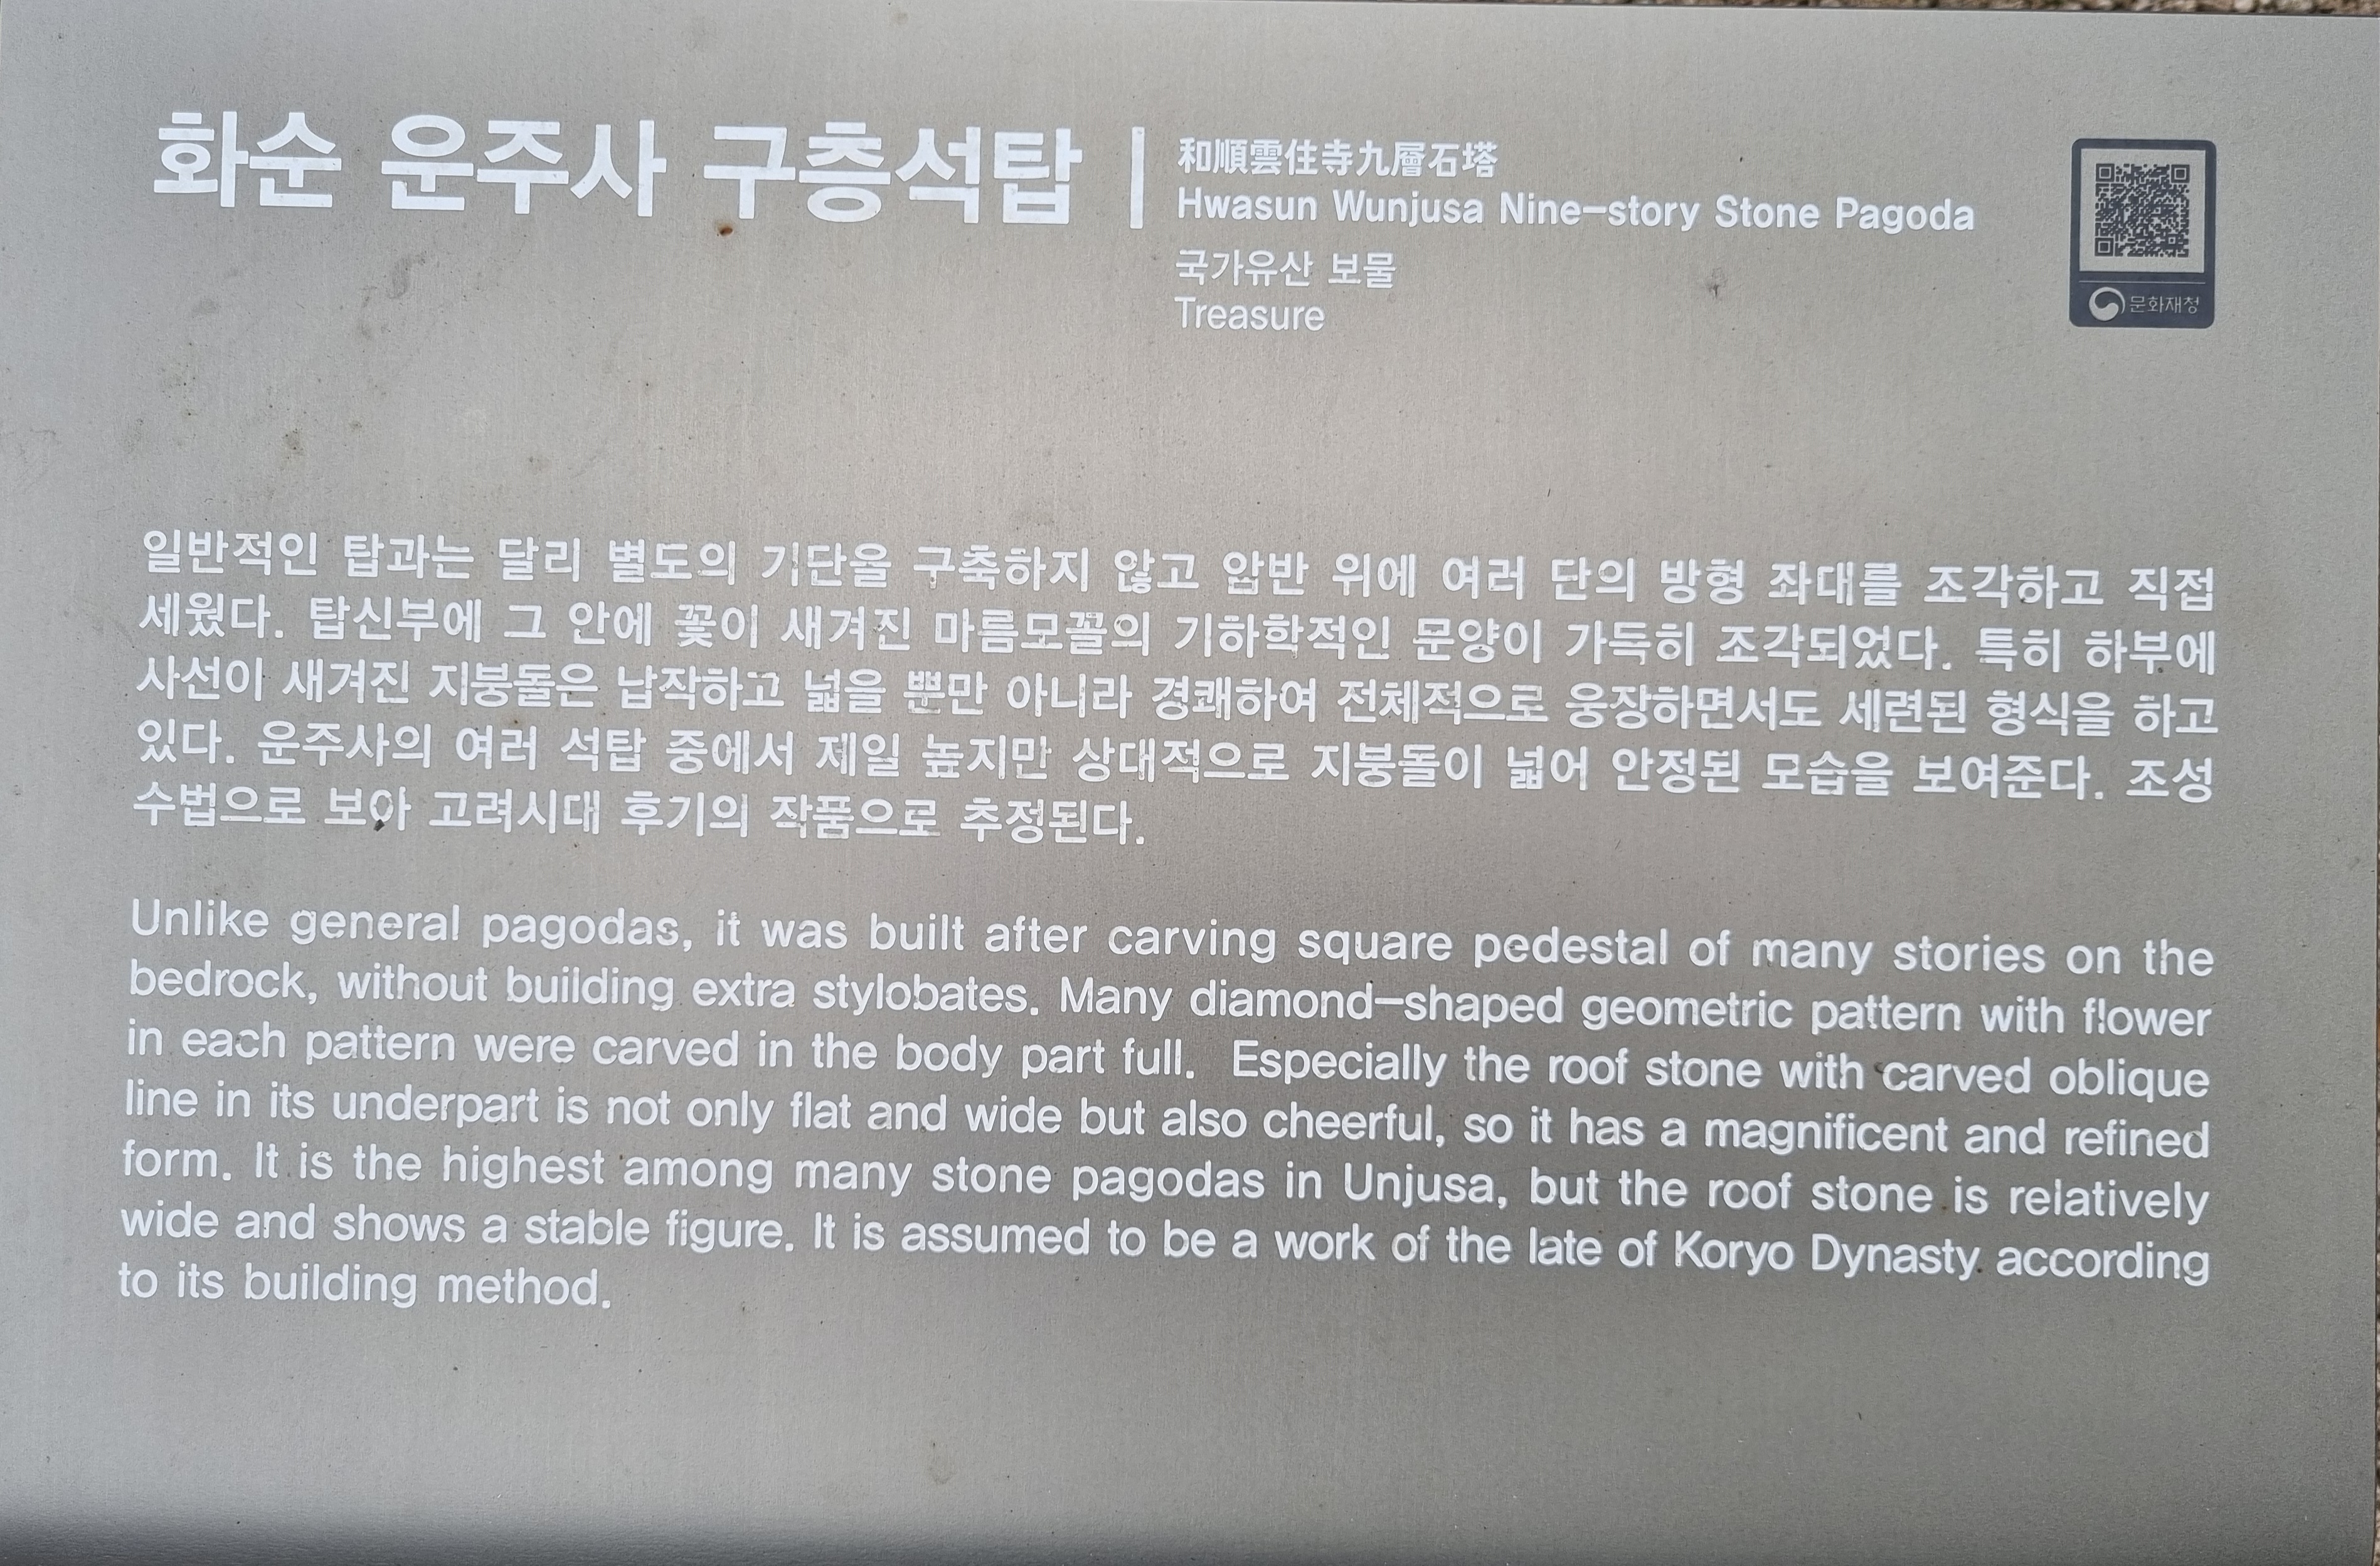 화순 운주사 구층석탑
和順雲住寺九層石塔
Hwasun Wunjusa Nine-story Stone Pagoda
국가유산 보물
Treasure
문화재청
일반적인 탑과는 달리 별도의 기단을 구축하지 않고 암반 위에 여러 단의 방형 좌대를 조각하고 직접
세웠다. 탑신부에 그 안에 꽃이 새겨진 마름모꼴의 기하학적인 문양이 가득히 조각되었다. 특히 하부에
사선이 새겨진 지붕돌은 납작하고 넓을 뿐만 아니라 경쾌하여 전체적으로 웅장하면서도 세련된 형식을 하고
있다. 운주사의 여러 석탑 중에서 제일 높지만 상대적으로 지붕돌이 넓어 안정된 모습을 보여준다. 조성
수법으로 보아 고려시대 후기의 작품으로 추정된다.
Unlike general pagodas, it was built after carving square pedestal of many stories on the
bedrock, without building extra stylobates. Many diamond-shaped geometric pattern with flower
in each pattern were carved in the body part full. Especially the roof stone with carved oblique
line in its underpart is not only flat and wide but also cheerful, so it has a magnificent and refined
form. It is the highest among many stone pagodas in Unjusa, but the roof stone is relatively
wide and shows a stable figure. It is assumed to be a work of the late of Koryo Dynasty according
to its building method.